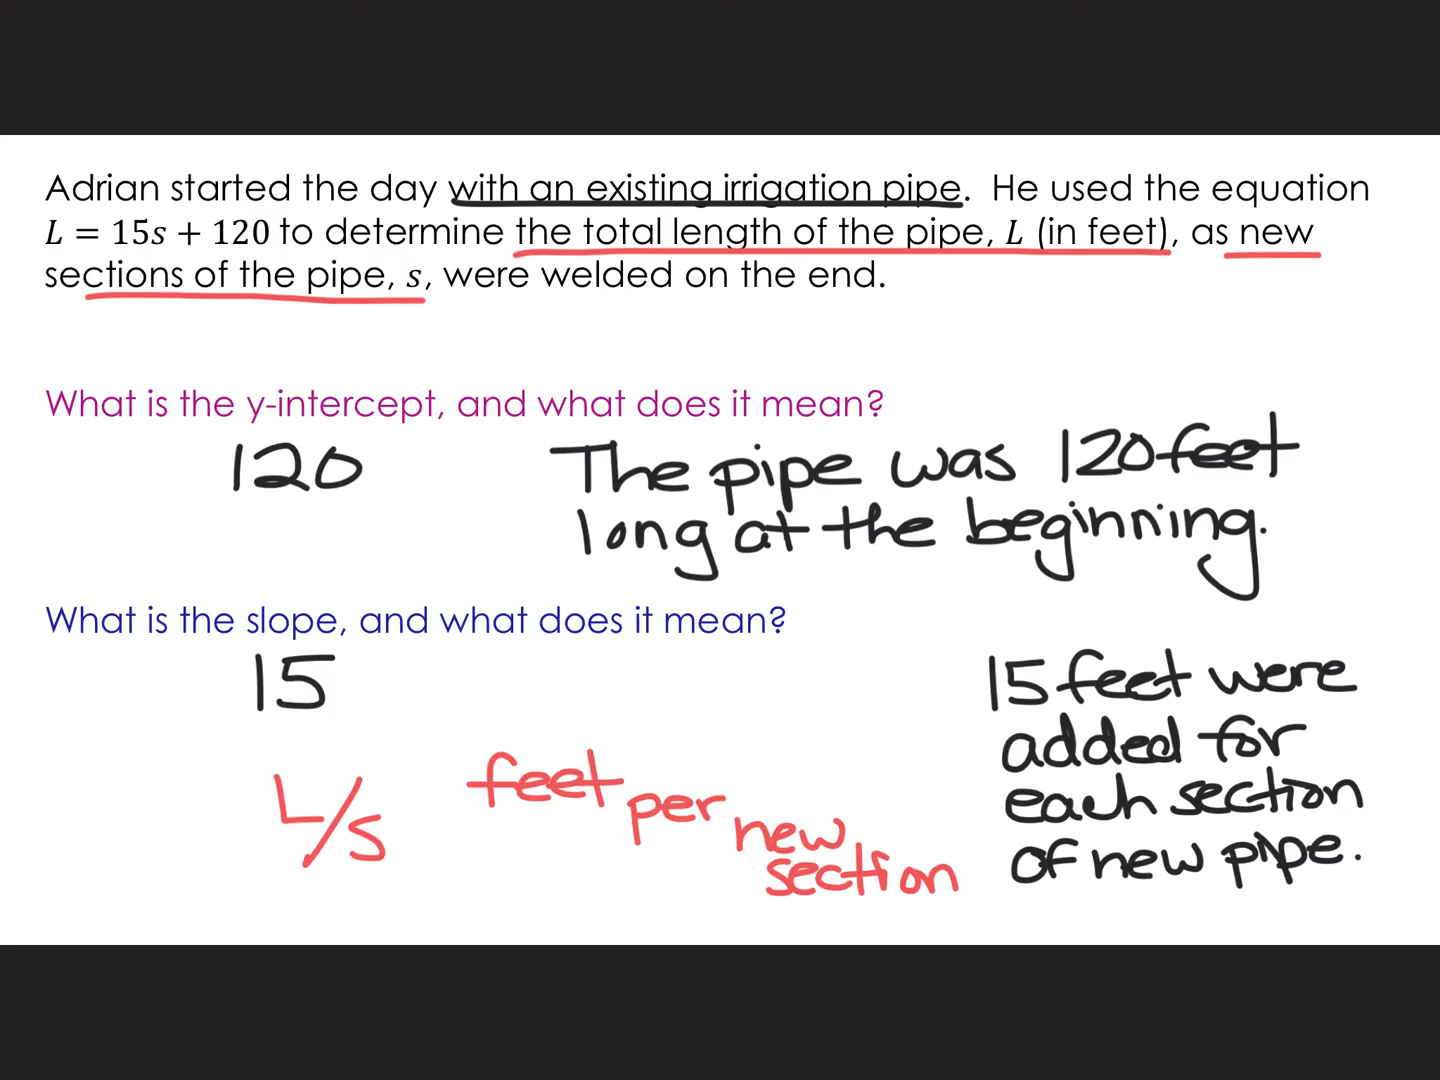 Adrian started the day with an existing irrigation pipe. He used the equation
L = 15s + 120 to determine the total length of the pipe, L (in feet), as new
sections of the pipe, s, were welded on the end.
What is the y-intercept, and what does it mean?
120
The pipe was 120 feet
long at the beginning.
What is the slope, and what does it mean?
15
L/s
feet per new
section
15 feet were
added for
each section
of new pipe.